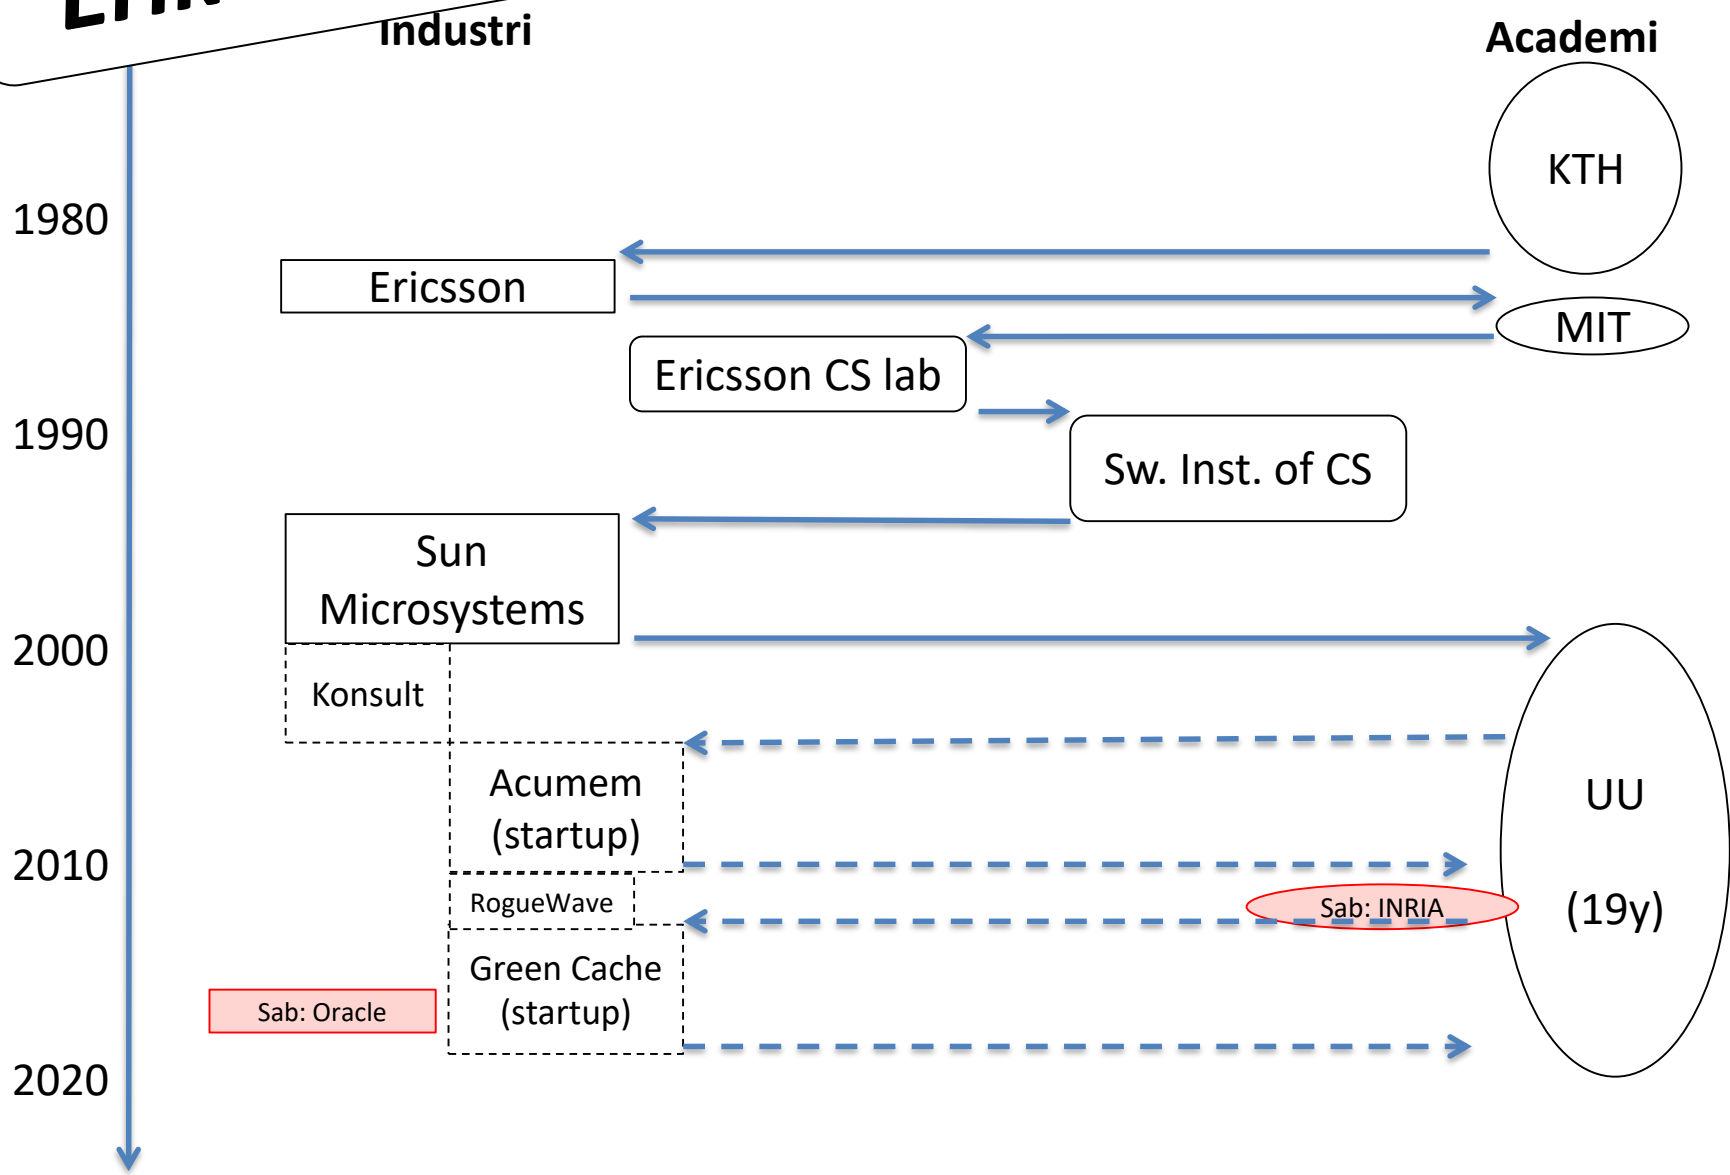 Industri
Academi
KTH
1980
Ericsson
MIT
Ericsson CS lab
1990
Sw. Inst. of CS
Sun
Microsystems
2000
Konsult
Acumem
(startup)
UU
2010
RogueWave
Sab: INRIA
(19y)
Green Cache
(startup)
Sab: Oracle
2020